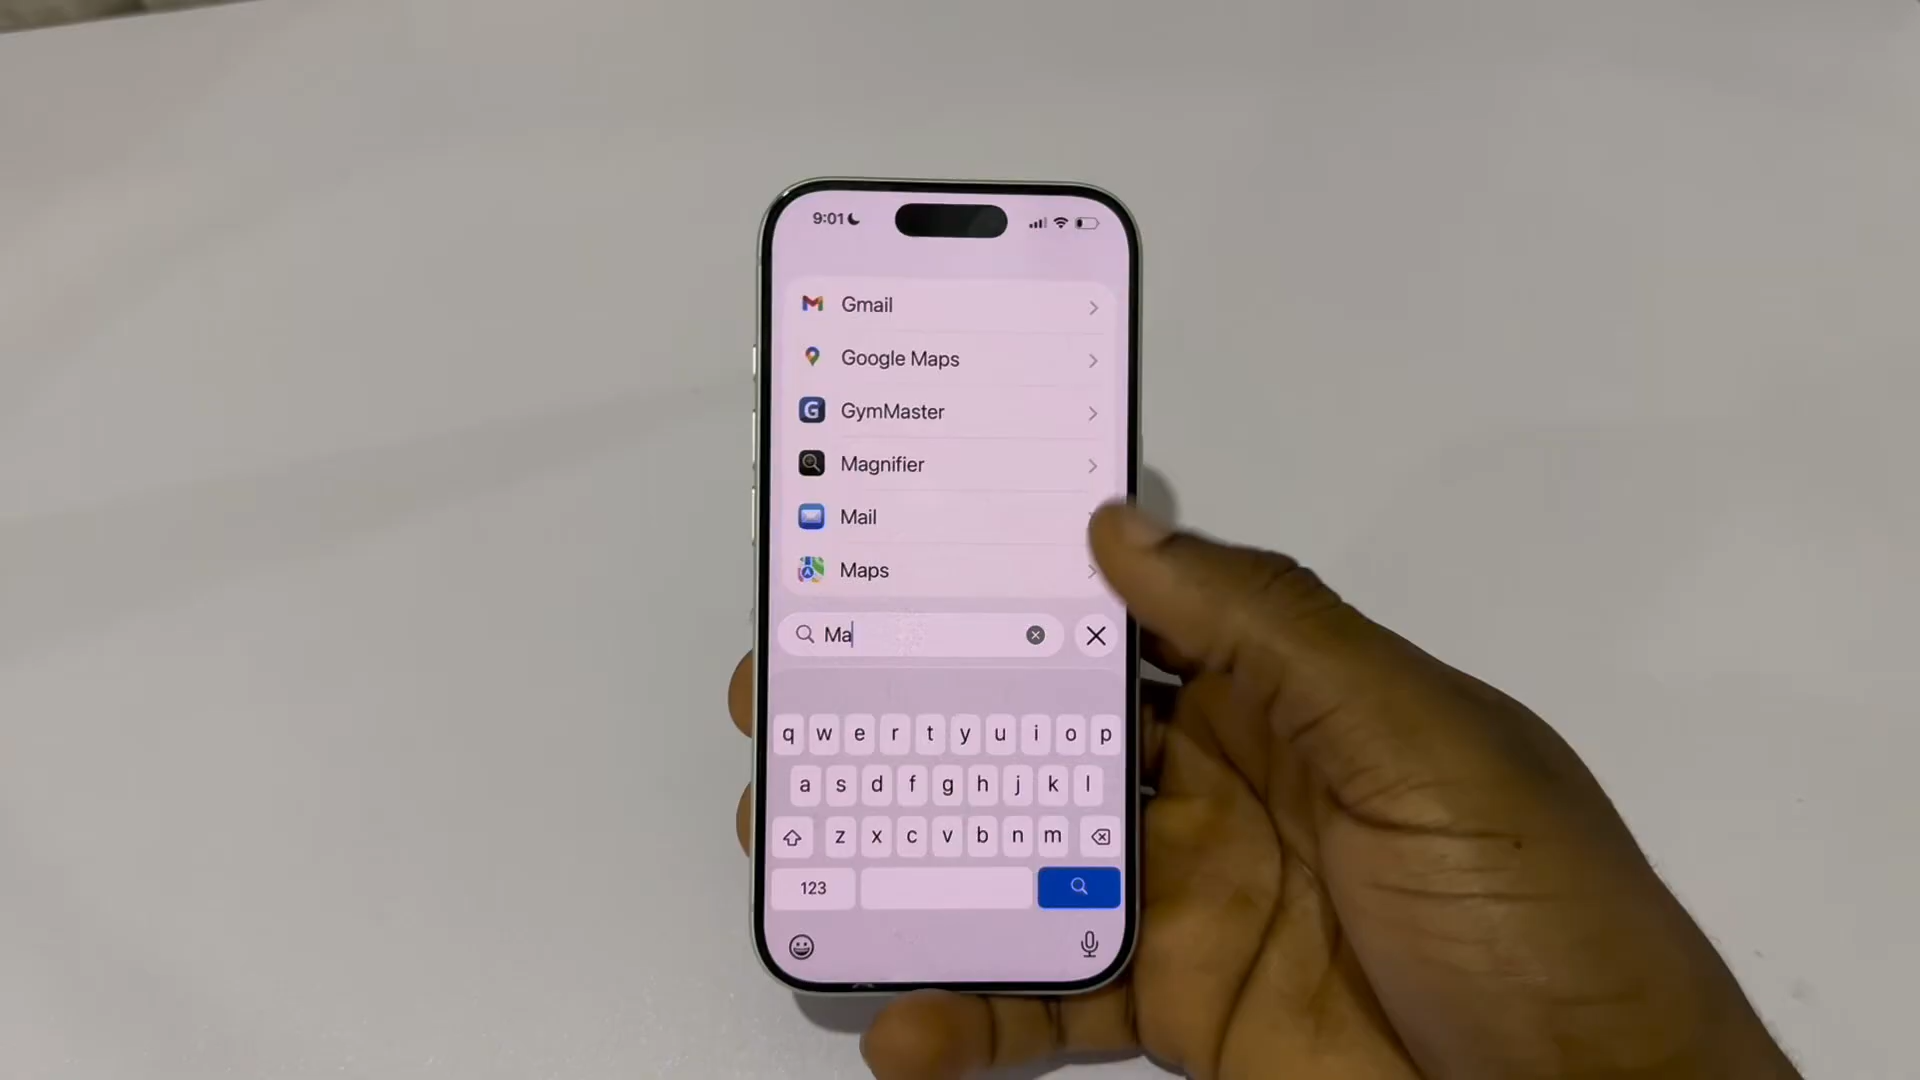 9:01
Gmail
Google Maps
GymMaster
Magnifier
Mail
Maps
Ma
q w e r t y u i o p
a s d f g h j k l
z x c v b n m
123